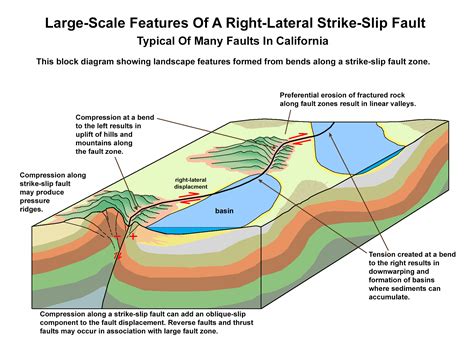 Large-Scale Features Of A Right-Lateral Strike-Slip Fault
Typical Of Many Faults In California
This block diagram showing landscape features formed from bends along a strike-slip fault zone.
Preferential erosion of fractured rock
along fault zones result in linear valleys.
Compression at a bend
to the left results in
uplift of hills and
mountains along
the fault zone.
Compression along
strike-slip fault
may produce
pressure
ridges.
right-lateral
displacment
basin
Tension created at a bend
to the right results in
downwarping and
formation of basins
where sediments can
accumulate.
Compression along a strike-slip fault can add an oblique-slip
component to the fault displacement. Reverse faults and thrust
faults may occur in association with large fault zone.